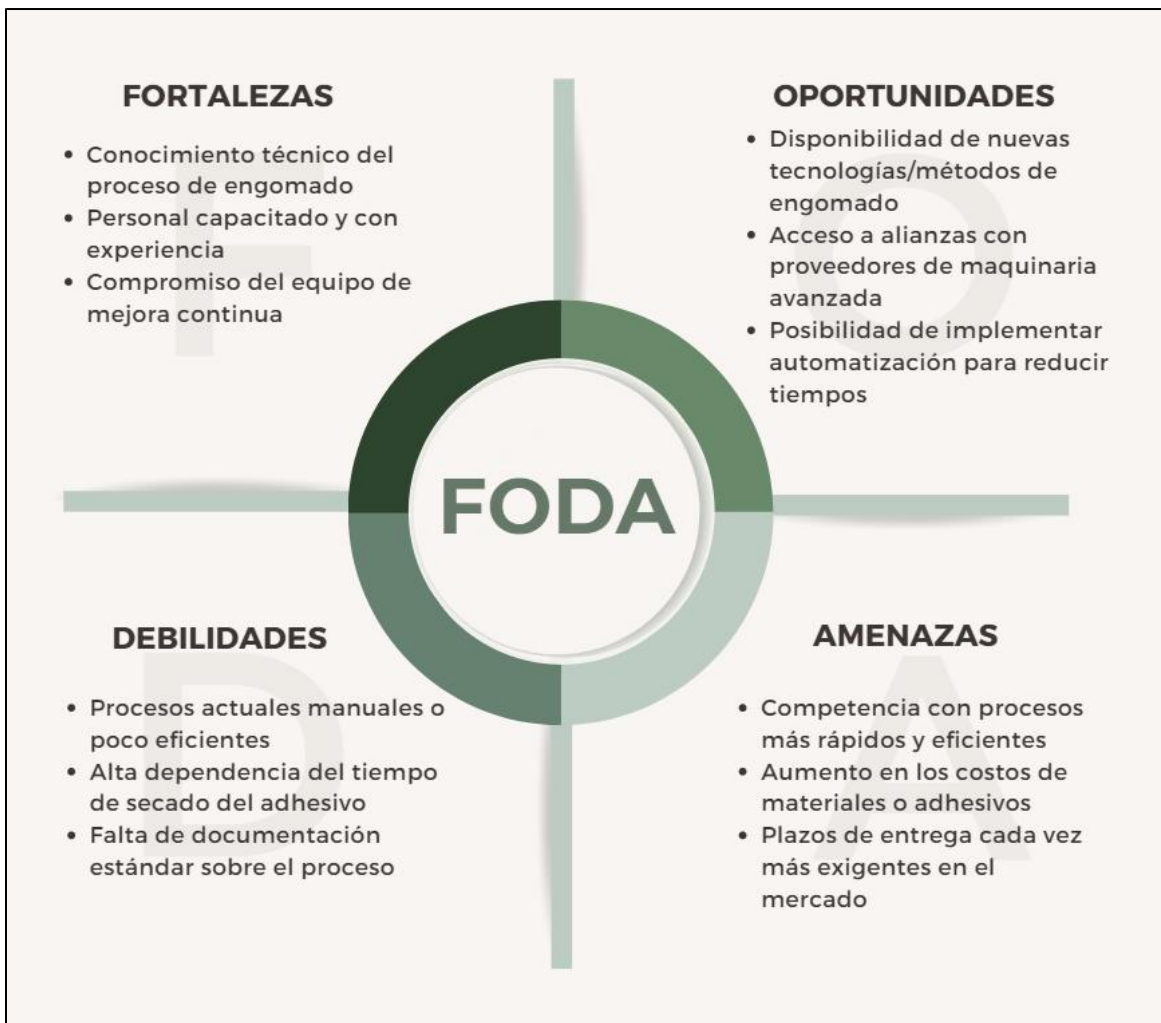 FORTALEZAS
• Conocimiento técnico del
proceso de engomado
• Personal capacitado y con
experiencia
• Compromiso del equipo de
mejora continua
F
OPORTUNIDADES
• Disponibilidad de nuevas
tecnologías/métodos de
engomado
• Acceso a alianzas con
proveedores de maquinaria
avanzada
• Posibilidad de implementar
automatización para reducir
tiempos
O
FODA
DEBILIDADES
• Procesos actuales manuales o
poco eficientes
• Alta dependencia del tiempo
de secado del adhesivo
• Falta de documentación
estándar sobre el proceso
D
AMENAZAS
• Competencia con procesos
más rápidos y eficientes
• Aumento en los costos de
materiales o adhesivos
• Plazos de entrega cada vez
más exigentes en el
mercado
A